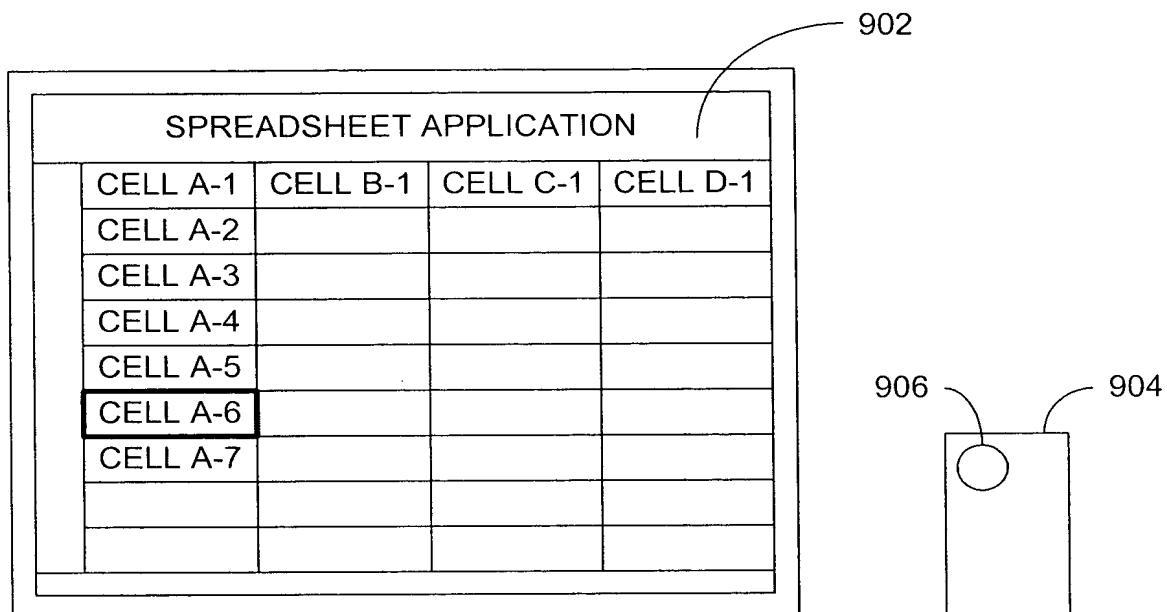 902
SPREADSHEET APPLICATION
CELL A-1 CELL B-1 CELL C-1 CELL D-1
CELL A-2
CELL A-3
CELL A-4
CELL A-5
CELL A-6
CELL A-7
906 904